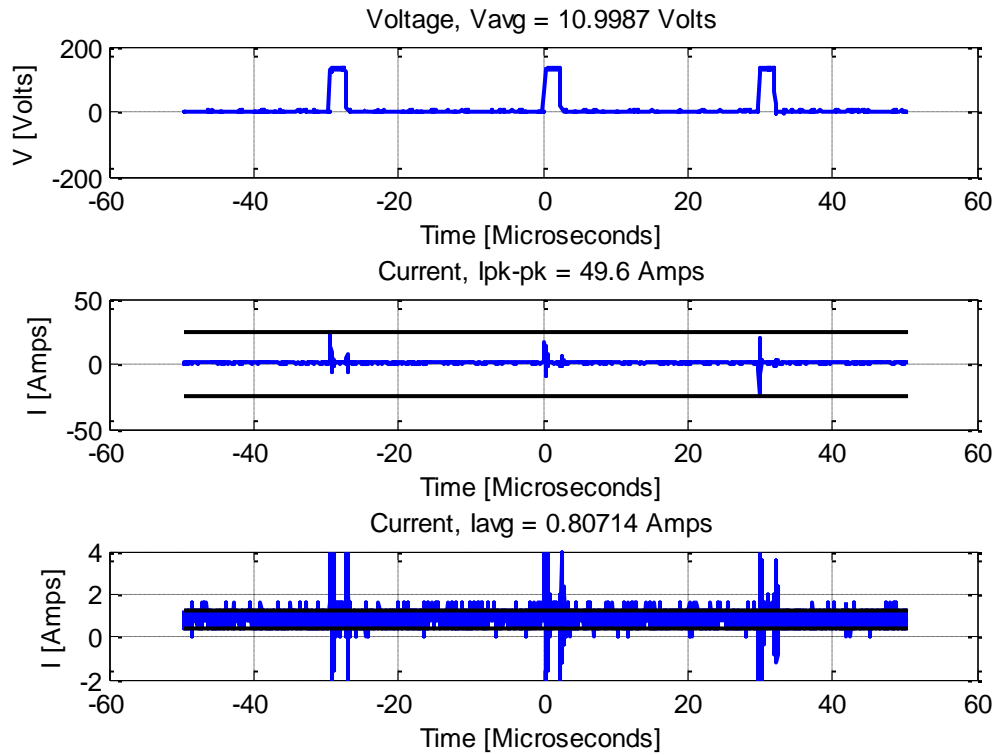 Voltage, Vavg = 10.9987 Volts
200
0
-200
V [Volts]
-60 -40 -20 0 20 40 60
Time [Microseconds]
Current, Ipk-pk = 49.6 Amps
50
0
-50
I [Amps]
-60 -40 -20 0 20 40 60
Time [Microseconds]
Current, Iavg = 0.80714 Amps
4
2
0
-2
I [Amps]
-60 -40 -20 0 20 40 60
Time [Microseconds]